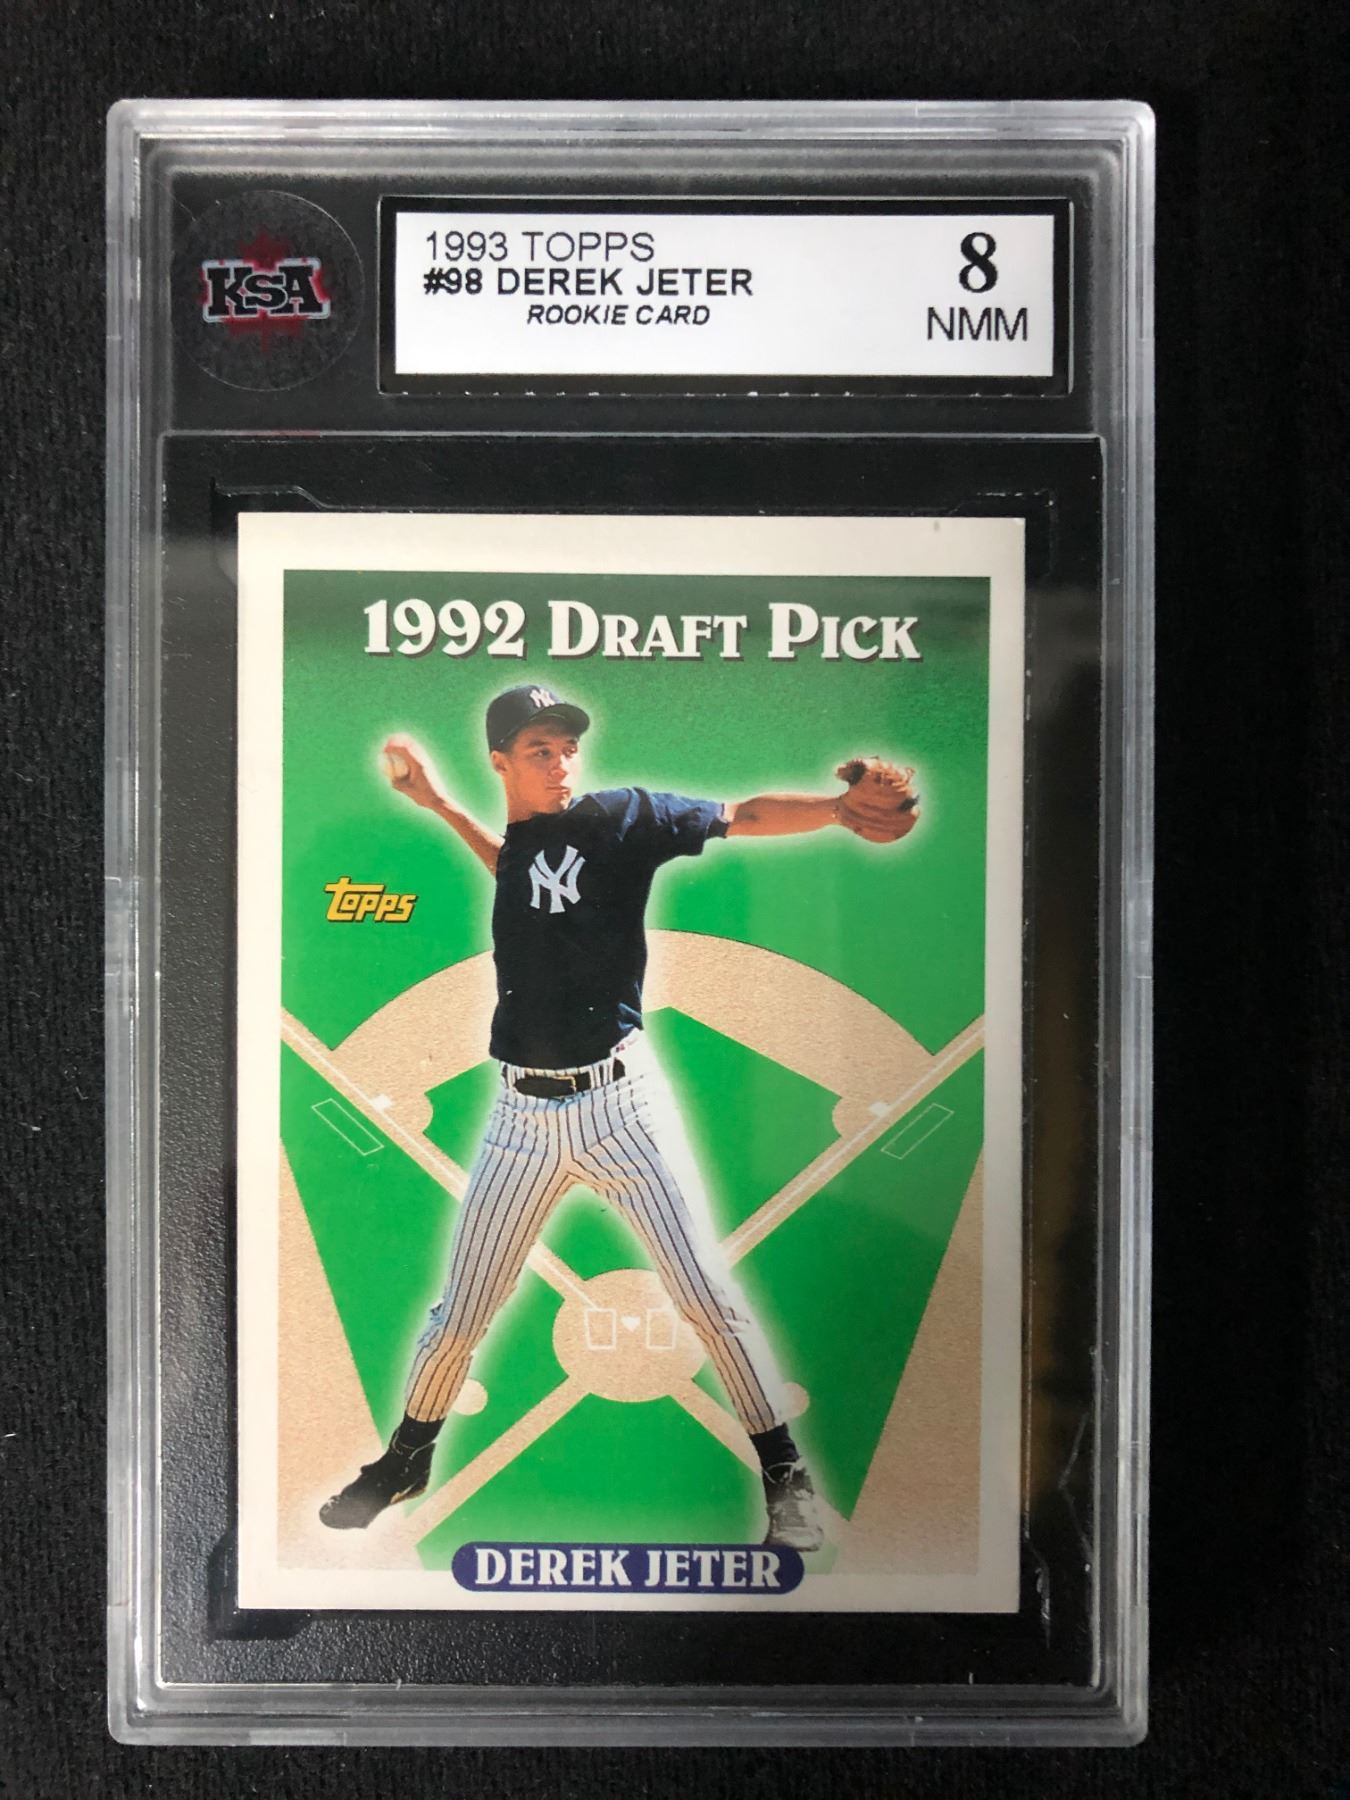 KSA
1993 TOPPS
#98 DEREK JETER
ROOKIE CARD
8
NMM
1992 DRAFT PICK
NY
NY
TOPPS
DEREK JETER